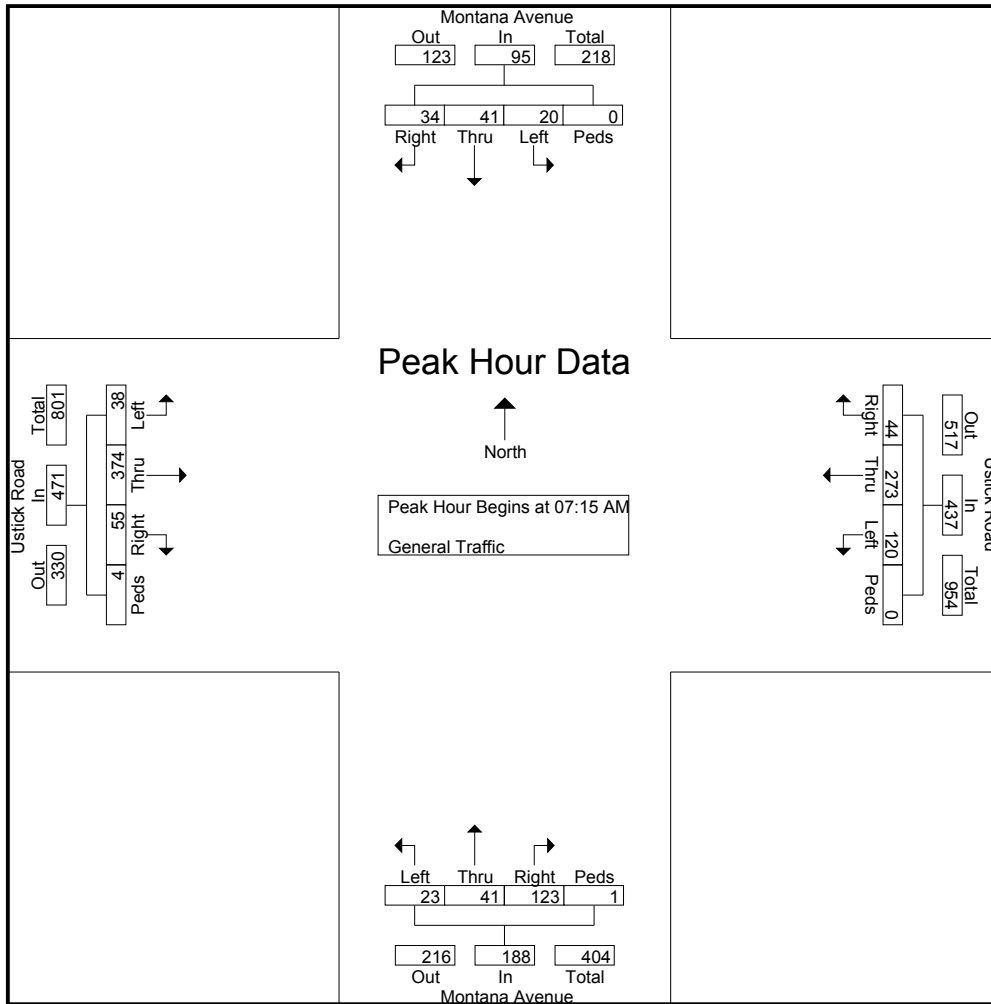 Montana Avenue
Out In Total
123 95 218
34 41 20 0
Right Thru Left Peds
Peak Hour Data
North
Peak Hour Begins at 07:15 AM
General Traffic
Ustick Road
Total In Out
801 471 330
38 374 55 4
Left Thru Right Peds
Ustick Road
Out In Total
517 437 954
44 273 120 0
Right Thru Left Peds
Left Thru Right Peds
23 41 123 1
216 188 404
Out In Total
Montana Avenue